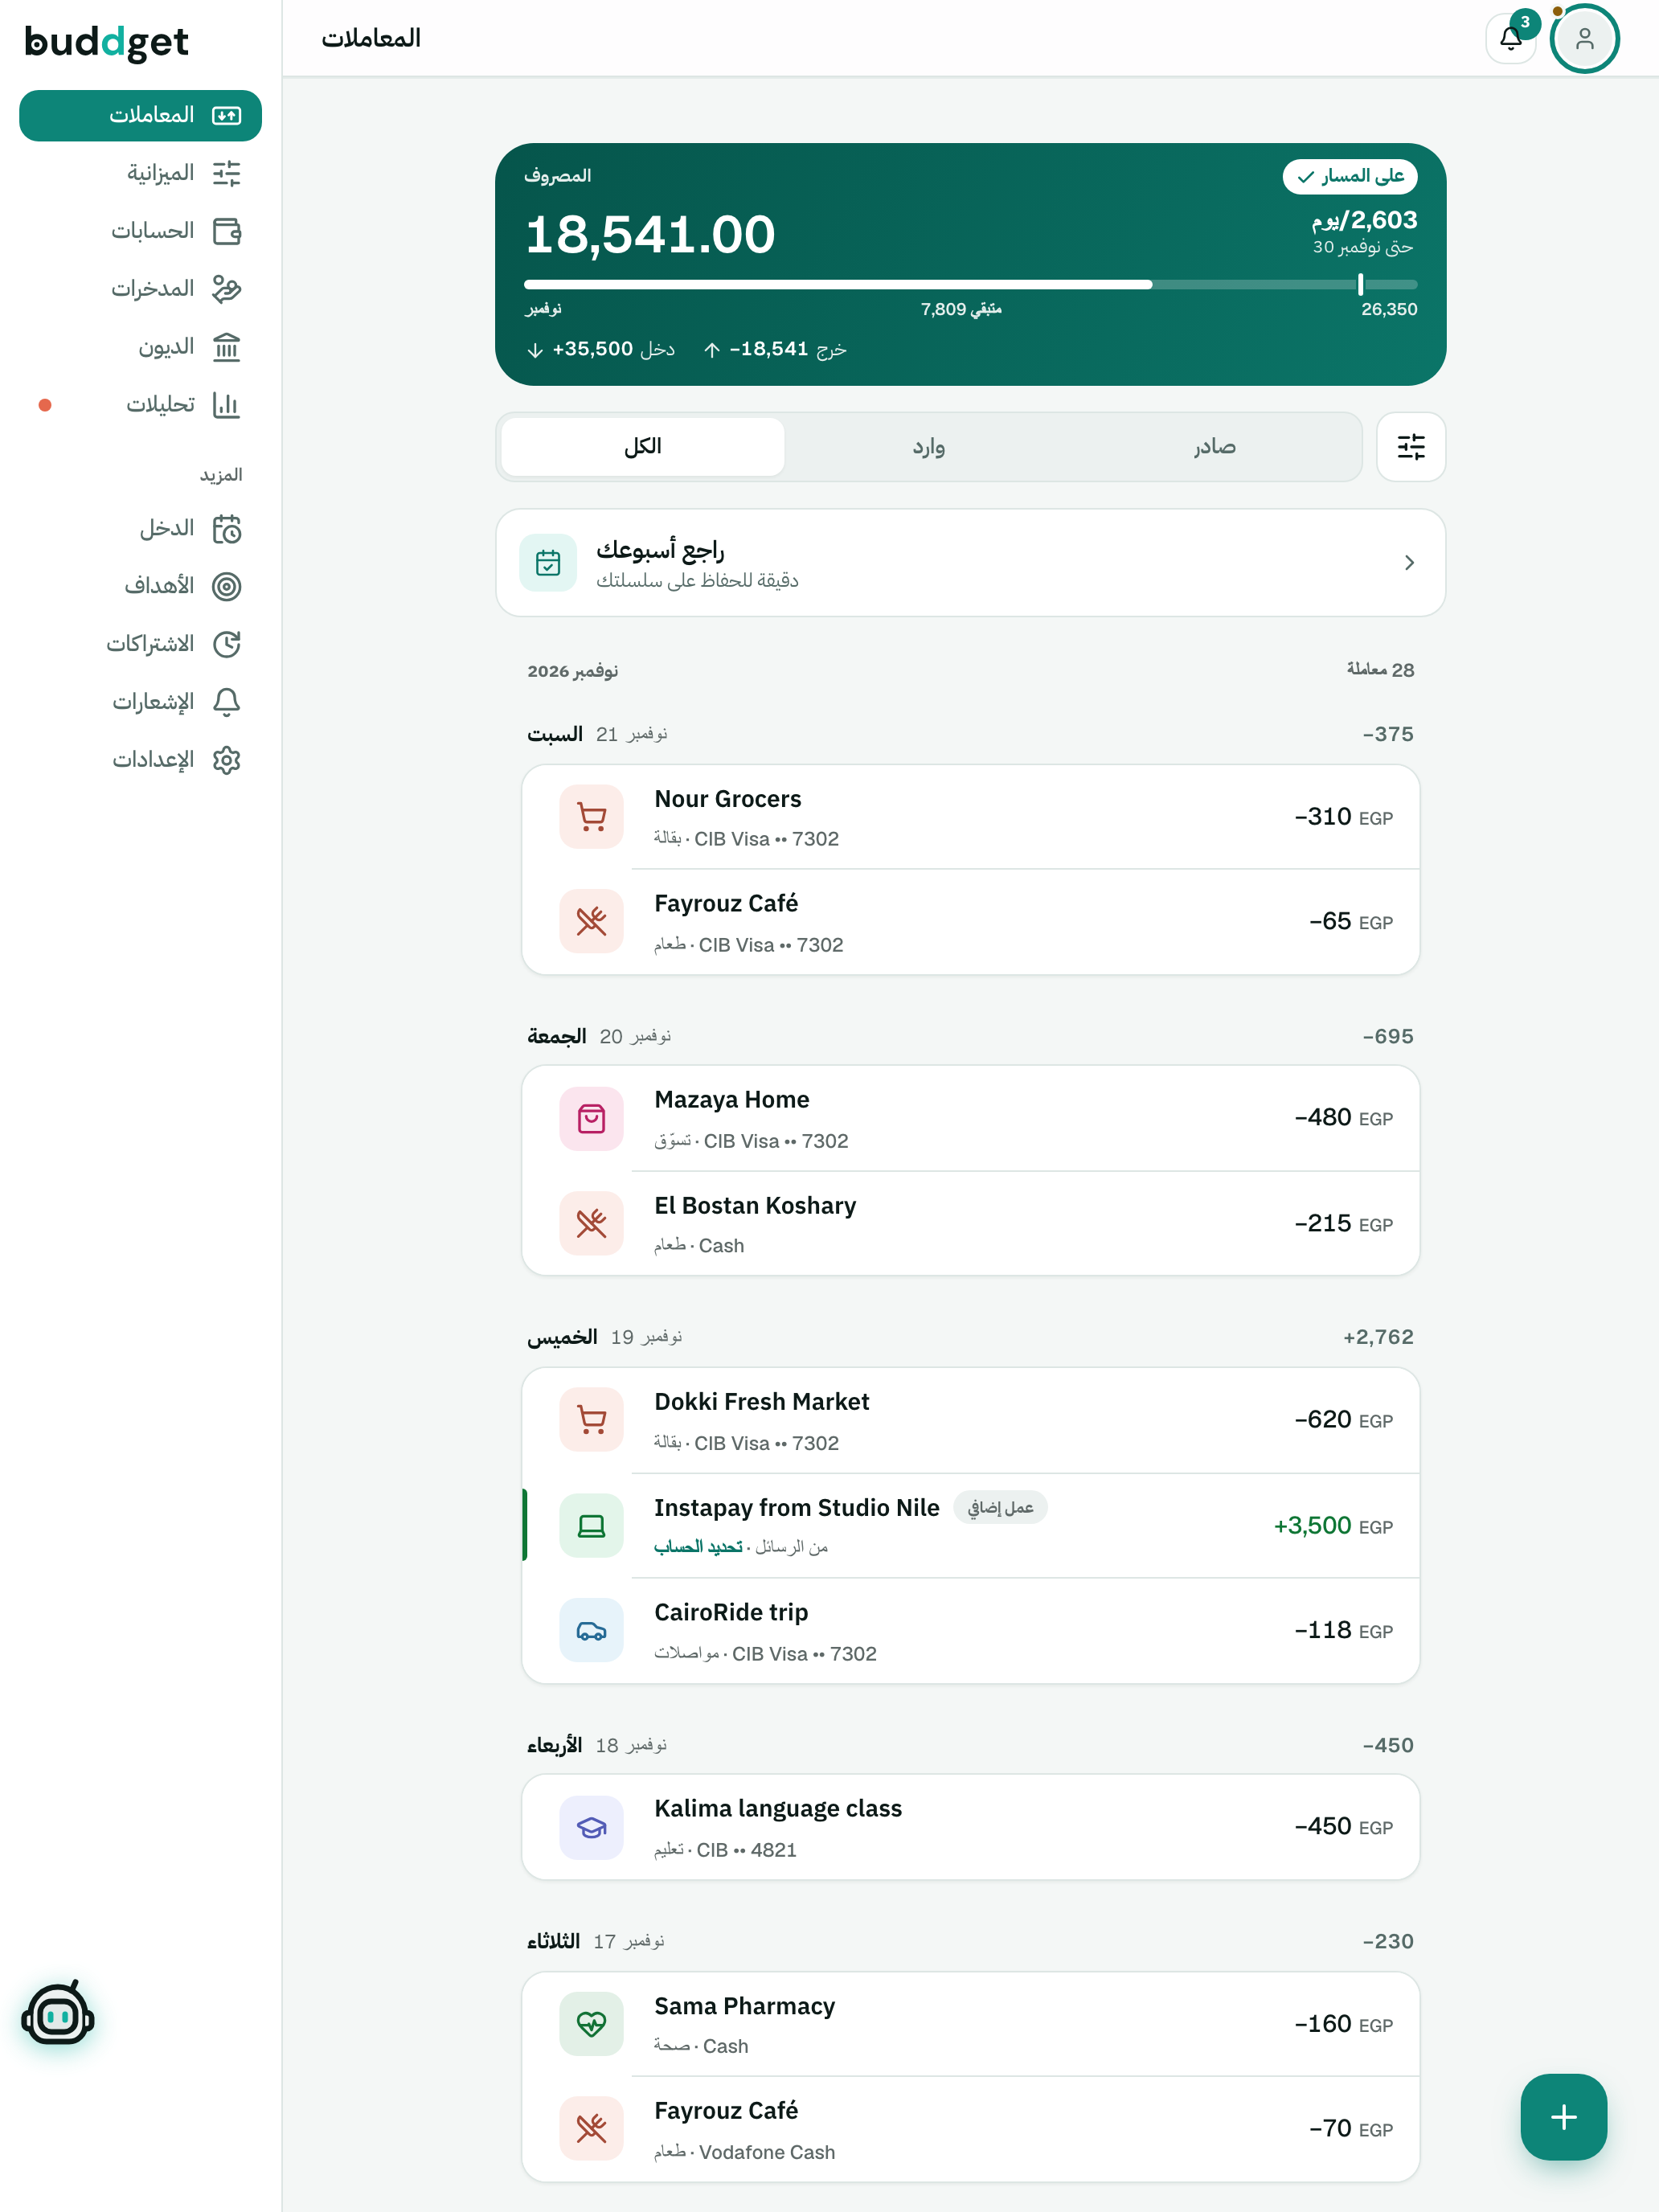 buddget
المعاملات
الميزانية
الحسابات
المدخرات
الديون
تحليلات
المزيد
الدخل
الأهداف
الاشتراكات
الإشعارات
الإعدادات
المعاملات
3
المصروف
على المسار
18,541.00
2,603/يوم
حتى نوفمبر 30
نوفمبر
متبقي 7,809
26,350
+35,500 دخل
−18,541 خرج
الكل
وارد
صادر
راجع أسبوعك
دقيقة للحفاظ على سلسلتك
نوفمبر 2026
28 معاملة
السبت 21 نوفمبر
−375
Nour Grocers
−310 EGP
بقالة · CIB Visa •• 7302
Fayrouz Café
−65 EGP
طعام · CIB Visa •• 7302
الجمعة 20 نوفمبر
−695
Mazaya Home
−480 EGP
تسوّق · CIB Visa •• 7302
El Bostan Koshary
−215 EGP
طعام · Cash
الخميس 19 نوفمبر
+2,762
Dokki Fresh Market
−620 EGP
بقالة · CIB Visa •• 7302
Instapay from Studio Nile عمل إضافي
+3,500 EGP
من الرسائل · تحديد الحساب
CairoRide trip
−118 EGP
مواصلات · CIB Visa •• 7302
الأربعاء 18 نوفمبر
−450
Kalima language class
−450 EGP
تعليم · CIB •• 4821
الثلاثاء 17 نوفمبر
−230
Sama Pharmacy
−160 EGP
صحة · Cash
Fayrouz Café
−70 EGP
طعام · Vodafone Cash